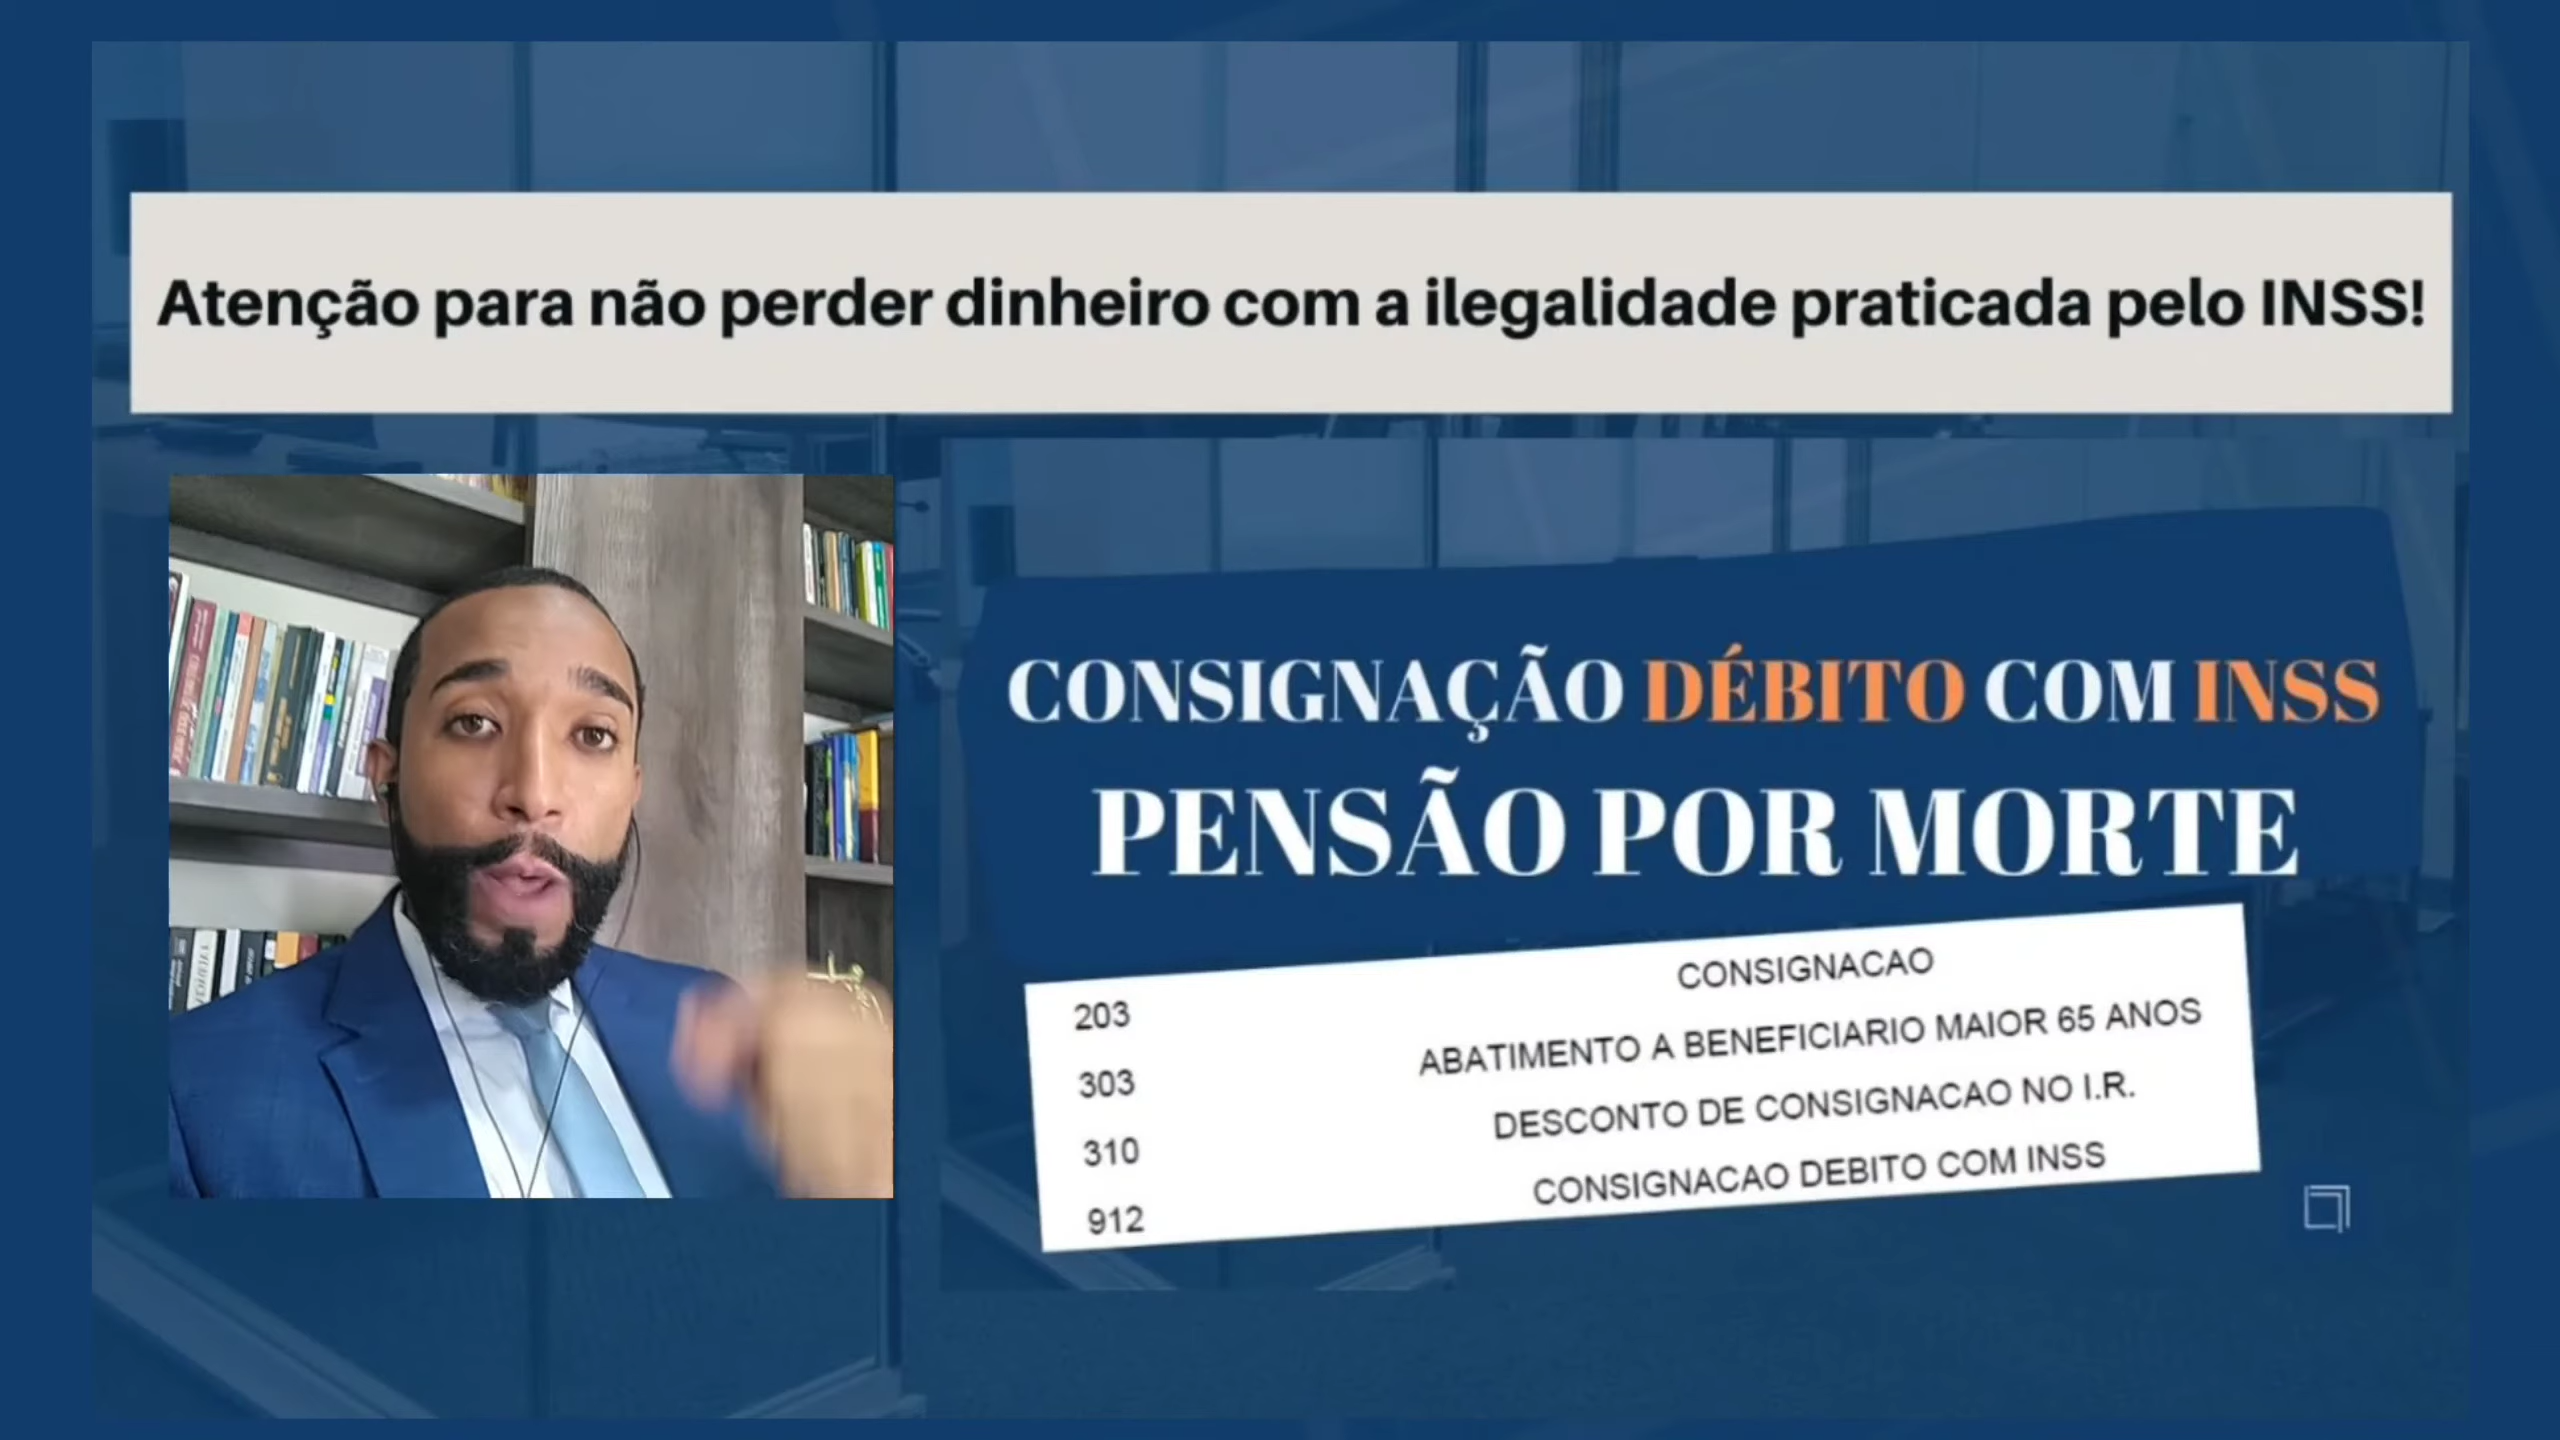 Atenção para não perder dinheiro com a ilegalidade praticada pelo INSS!
CONSIGNAÇÃO DÉBITO COM INSS
PENSÃO POR MORTE
203 CONSIGNACAO
303 ABATIMENTO A BENEFICIARIO MAIOR 65 ANOS
310 DESCONTO DE CONSIGNACAO NO I.R.
912 CONSIGNACAO DEBITO COM INSS